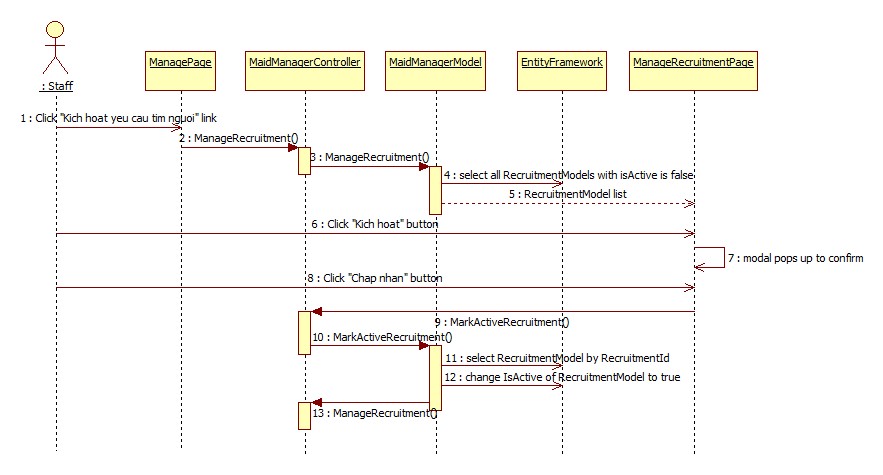 ManagePage
MaidManagerController
MaidManagerModel
EntityFramework
ManageRecruitmentPage
: Staff
1 : Click "Kich hoat yeu cau tim nguoi" link
2 : ManageRecruitment()
3 : ManageRecruitment()
4 : select all RecruitmentModels with isActive is false
5 : RecruitmentModel list
6 : Click "Kich hoat" button
7 : modal pops up to confirm
8 : Click "Chap nhan" button
9 : MarkActiveRecruitment()
10 : MarkActiveRecruitment()
11 : select RecruitmentModel by RecruitmentId
12 : change IsActive of RecruitmentModel to true
13 : ManageRecruitment()